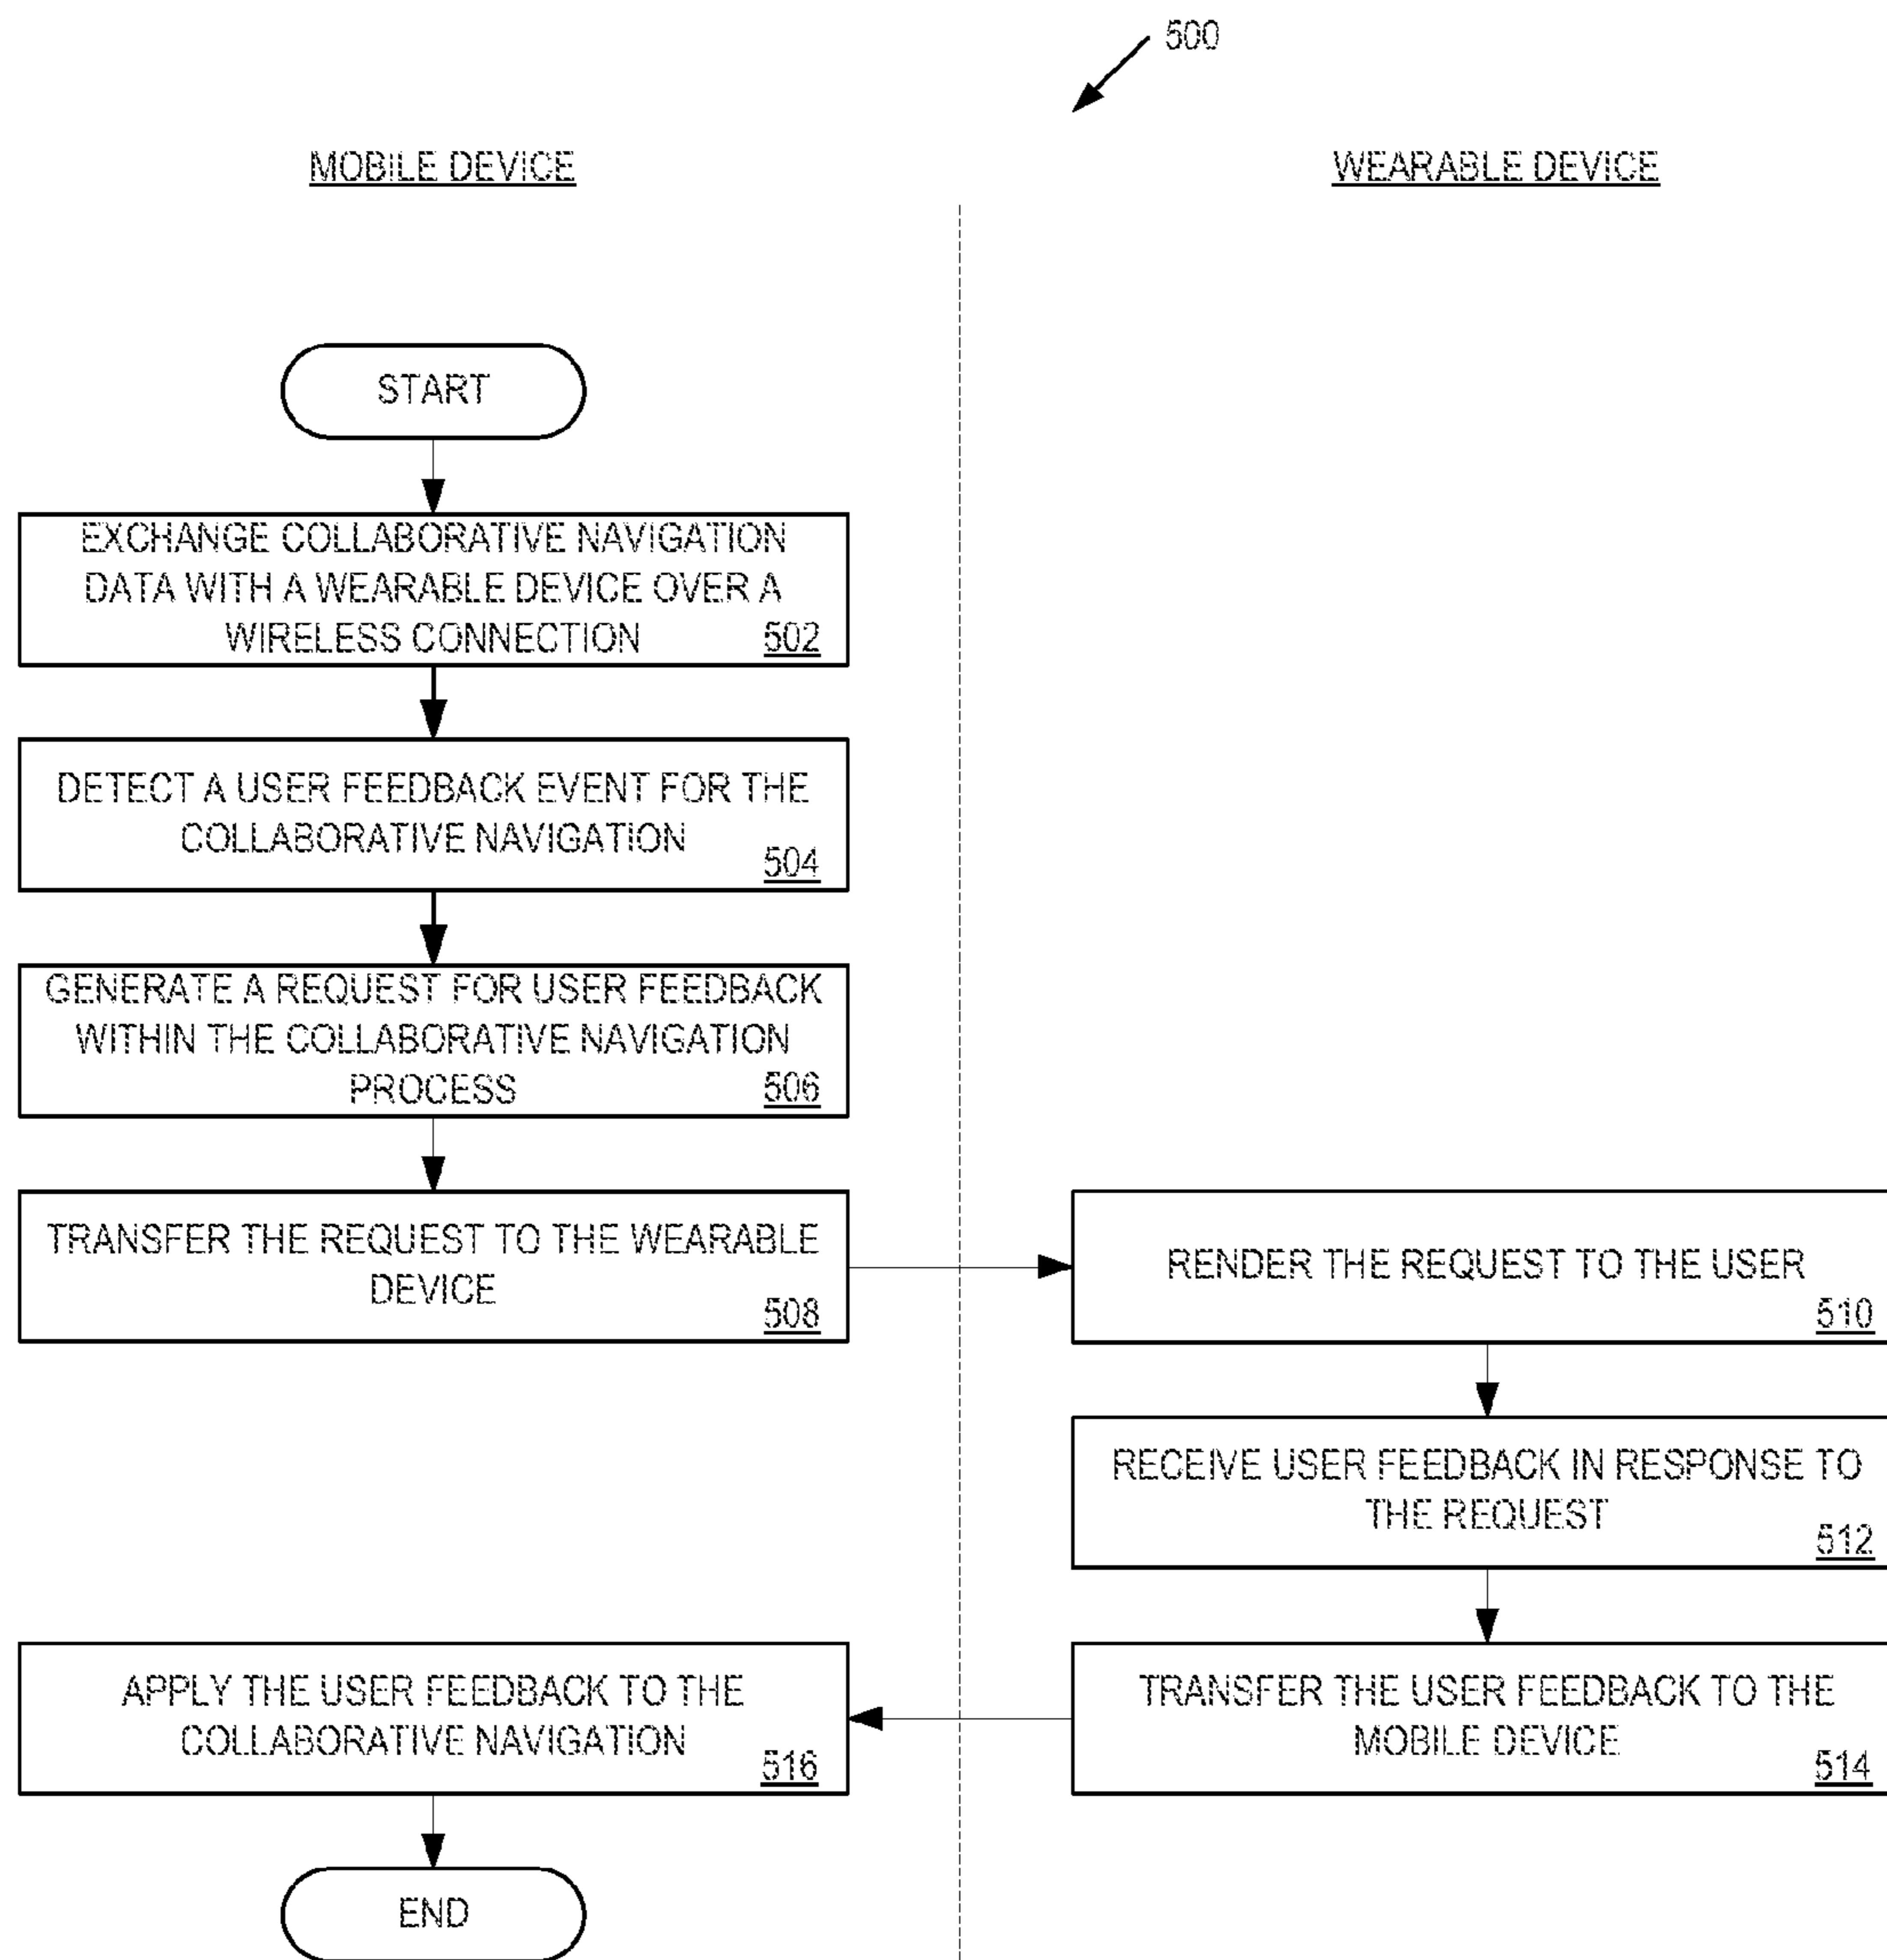 500
MOBILE DEVICE
WEARABLE DEVICE
START
EXCHANGE COLLABORATIVE NAVIGATION
DATA WITH A WEARABLE DEVICE OVER A
WIRELESS CONNECTION 502
DETECT A USER FEEDBACK EVENT FOR THE
COLLABORATIVE NAVIGATION
504
GENERATE A REQUEST FOR USER FEEDBACK
WITHIN THE COLLABORATIVE NAVIGATION
PROCESS 506
TRANSFER THE REQUEST TO THE WEARABLE
DEVICE
508
RENDER THE REQUEST TO THE USER
510
RECEIVE USER FEEDBACK IN RESPONSE TO
THE REQUEST
512
TRANSFER THE USER FEEDBACK TO THE
MOBILE DEVICE
514
APPLY THE USER FEEDBACK TO THE
COLLABORATIVE NAVIGATION
516
END